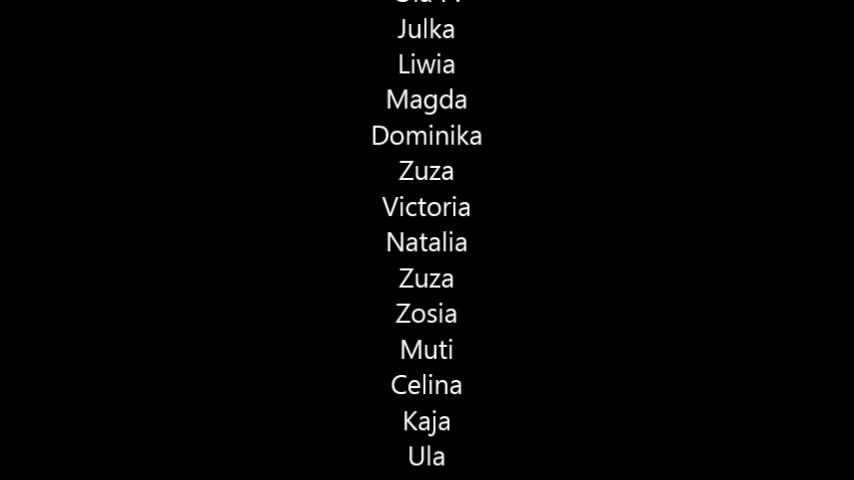 Julka
Liwia
Magda
Dominika
Zuza
Victoria
Natalia
Zuza
Zosia
Muti
Celina
Kaja
Ula